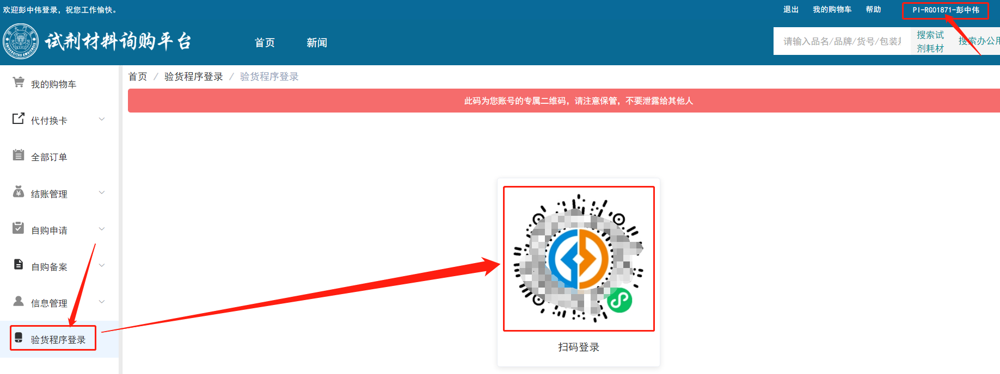 欢迎彭中伟登录，祝您工作愉快。
退出 我的购物车 帮助 PI-RG01871-彭中伟
试剂材料询购平台
首页 新闻
请输入品名/品牌/货号/包装
搜索试
剂耗材
搜索办公用
首页 / 验货程序登录 / 验货程序登录
此码为您账号的专属二维码，请注意保管，不要泄露给其他人
我的购物车
代付换卡
全部订单
结账管理
自购申请
自购备案
信息管理
验货程序登录
扫码登录